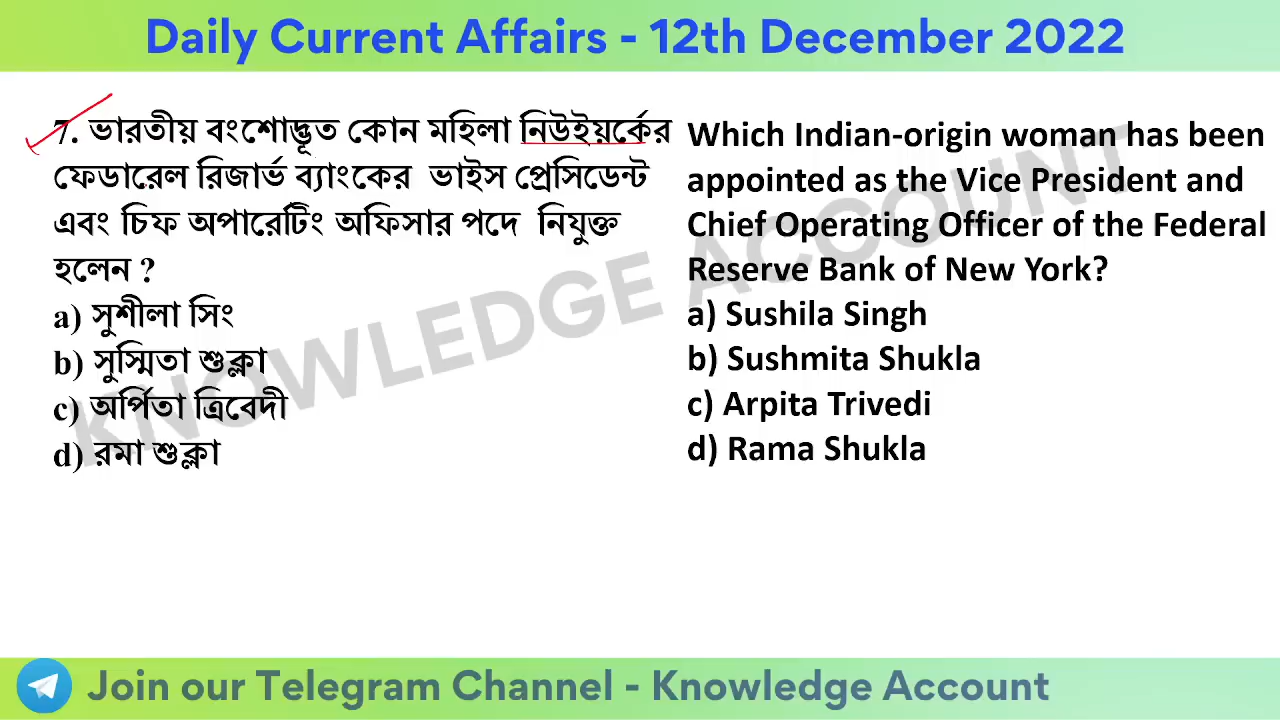 Daily Current Affairs - 12th December 2022
7. ভারতীয় বংশোদ্ভূত কোন মহিলা নিউইয়র্কের
ফেডারেল রিজার্ভ ব্যাংকের ভাইস প্রেসিডেন্ট
এবং চিফ অপারেটিং অফিসার পদে নিযুক্ত
হলেন ?
a) সুশীলা সিং
b) সুস্মিতা শুক্লা
c) অর্পিতা ত্রিবেদী
d) রমা শুক্লা
Which Indian-origin woman has been
appointed as the Vice President and
Chief Operating Officer of the Federal
Reserve Bank of New York?
a) Sushila Singh
b) Sushmita Shukla
c) Arpita Trivedi
d) Rama Shukla
KNOWLEDGE ACCOUNT
Join our Telegram Channel - Knowledge Account